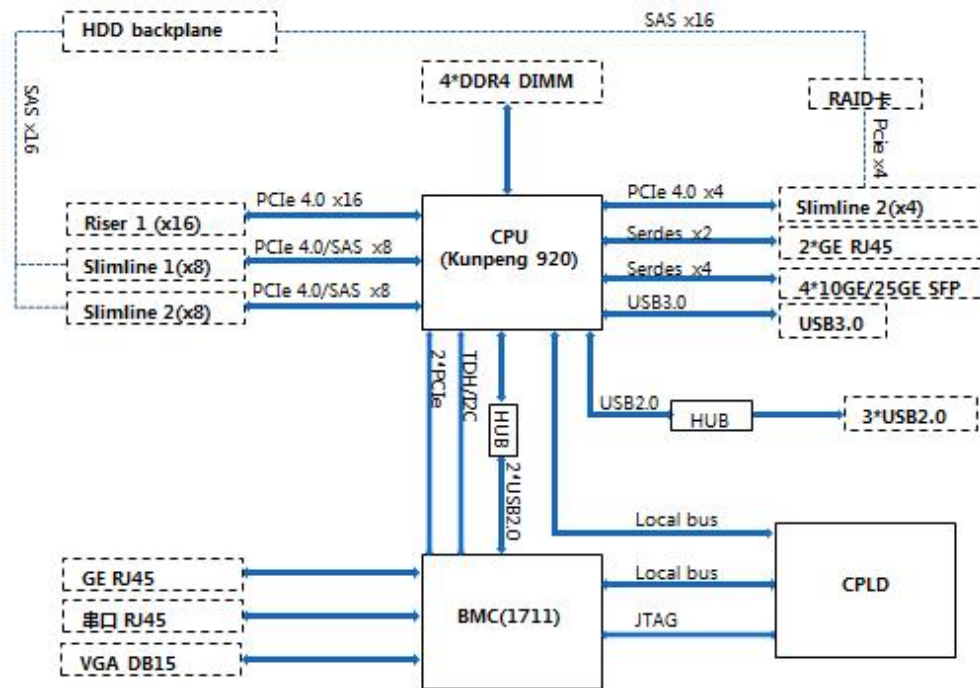 SAS x16
HDD backplane
4*DDR4 DIMM
RAID卡
SAS x16
Pcie x4
PCIe 4.0 x16
PCIe 4.0 x4
Riser 1 (x16)
Slimline 2(x4)
CPU
(Kunpeng 920)
Serdes x2
2*GE RJ45
PCIe 4.0/SAS x8
Slimline 1(x8)
Serdes x4
4*10GE/25GE SFP
PCIe 4.0/SAS x8
Slimline 2(x8)
USB3.0
USB3.0
2*PCIe
TDH/I2C
HUB
2*USB2.0
USB2.0
HUB
3*USB2.0
Local bus
Local bus
CPLD
JTAG
GE RJ45
串口 RJ45
VGA DB15
BMC(1711)